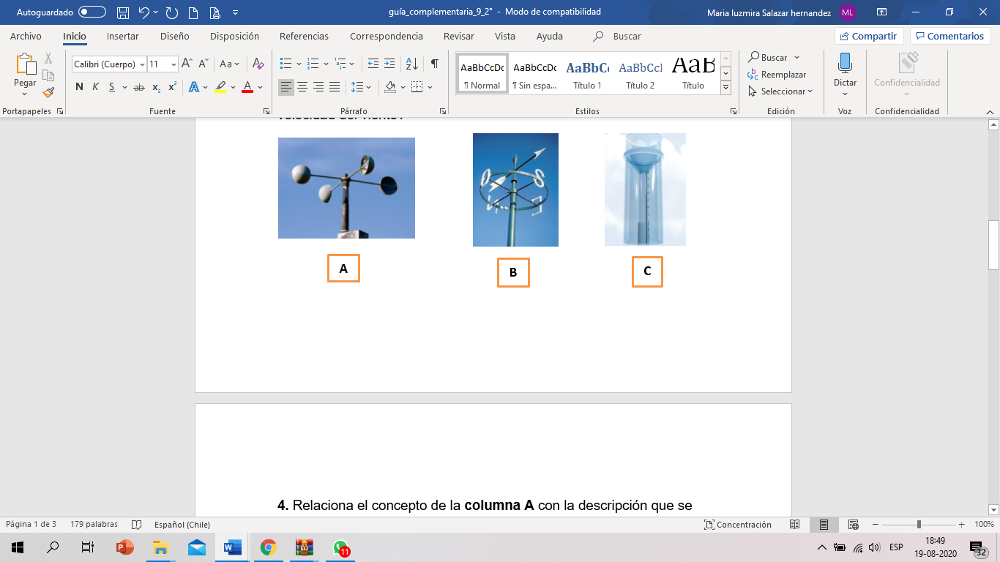 Autoguardado
guía_complementaria_9_2° - Modo de compatibilidad
Maria luzmira Salazar hernandez
ML
Archivo Inicio Insertar Diseño Disposición Referencias Correspondencia Revisar Vista Ayuda Buscar
Compartir Comentarios
Pegar
Portapapeles
Calibri (Cuerpo) 11
A A Aa A
N K S ab x₂ x² A A
Fuente
Párrafo
AaBbCcDc AaBbCcDc AaBbCc AaBbCcI AaB
¶ Normal ¶ Sin espa... Título 1 Título 2 Título
Estilos
Buscar
Reemplazar
Seleccionar
Edición
Dictar
Voz
Confidencialidad
Confidencialidad
velocidad del viento?
A
B
C
4. Relaciona el concepto de la columna A con la descripción que se
Página 1 de 3 179 palabras Español (Chile) Concentración 100%
ESP
18:49
19-08-2020
11
32